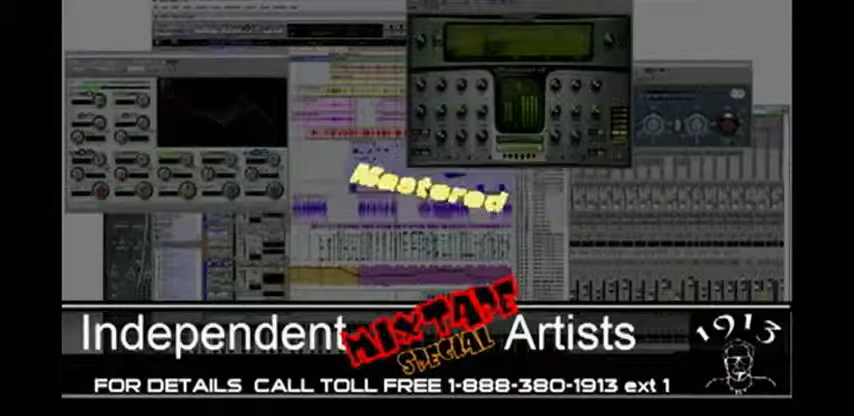 Mastered
Independent MIXTAPE SPECIAL Artists
1913
FOR DETAILS CALL TOLL FREE 1-888-380-1913 ext 1